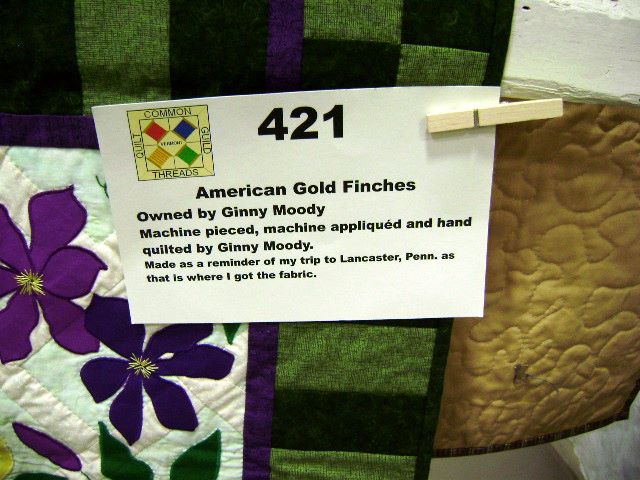 COMMON
QUILT
GUILD
VERMONT
THREADS
421
American Gold Finches
Owned by Ginny Moody
Machine pieced, machine appliquéd and hand
quilted by Ginny Moody.
Made as a reminder of my trip to Lancaster, Penn. as
that is where I got the fabric.